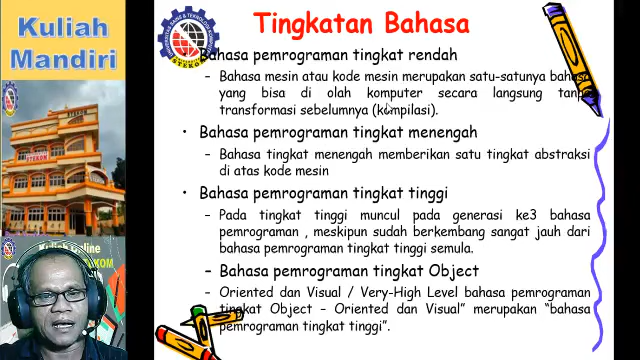 Kuliah
Mandiri
Tingkatan Bahasa
STEKOM
Bahasa pemrograman tingkat rendah
– Bahasa mesin atau kode mesin merupakan satu-satunya bahasa
yang bisa di olah komputer secara langsung tanpa
transformasi sebelumnya (kompilasi).
• Bahasa pemrograman tingkat menengah
– Bahasa tingkat menengah memberikan satu tingkat abstraksi
di atas kode mesin
• Bahasa pemrograman tingkat tinggi
– Pada tingkat tinggi muncul pada generasi ke3 bahasa
pemrograman , meskipun sudah berkembang sangat jauh dari
bahasa pemrograman tingkat tinggi semula.
– Bahasa pemrograman tingkat Object
– Oriented dan Visual / Very-High Level bahasa pemrograman
tingkat Object – Oriented dan Visual” merupakan “bahasa
pemrograman tingkat tinggi”.
STEKOM
Kuliah Online